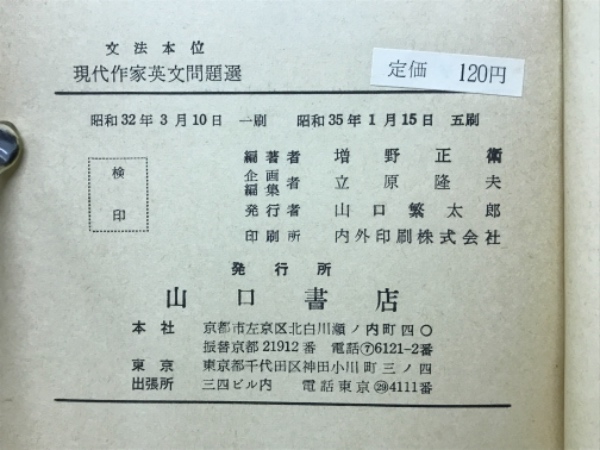 文法本位
現代作家英文問題選
定価 120円
昭和32年3月10日 一刷 昭和35年1月15日 五刷
検印
編著者 増野正衛
企画編集者 立原隆夫
発行者 山口繁太郎
印刷所 内外印刷株式会社
発行所
山口書店
本社 京都市左京区北白川瀬ノ内町四〇
振替京都21912番 電話⑦6121-2番
東京出張所 東京都千代田区神田小川町三ノ四
三四ビル内 電話東京㉙4111番